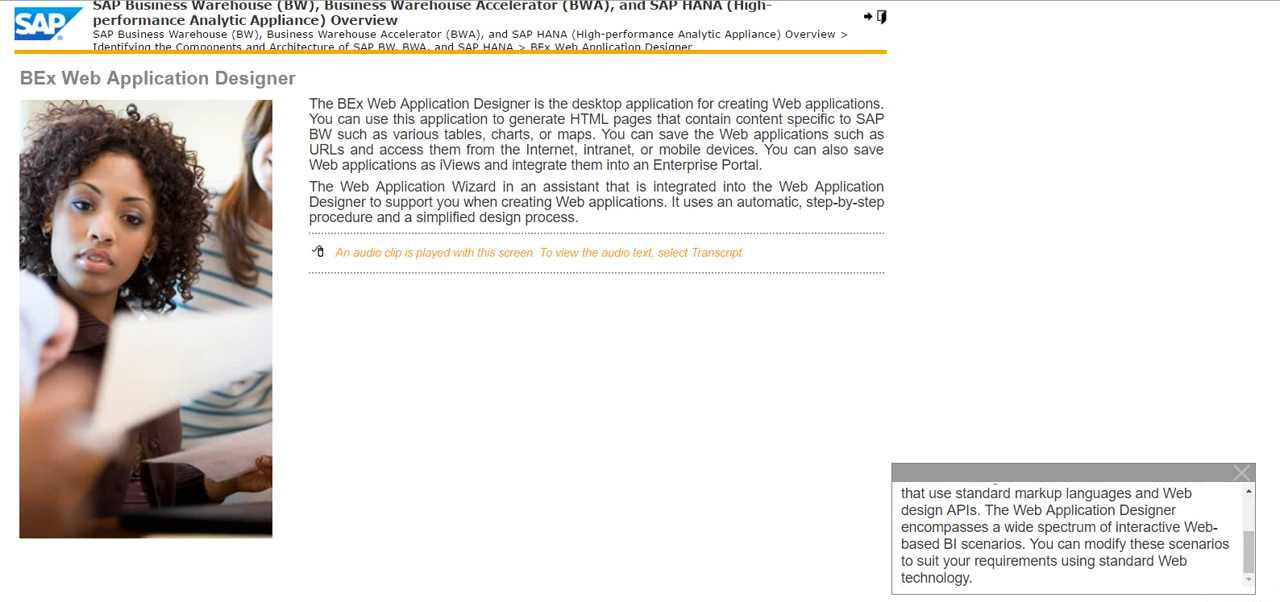 SAP Business Warehouse (BW), Business Warehouse Accelerator (BWA), and SAP HANA (High-
performance Analytic Appliance) Overview
SAP
SAP Business Warehouse (BW), Business Warehouse Accelerator (BWA), and SAP HANA (High-performance Analytic Appliance) Overview >
Identifying the Components and Architecture of SAP BW, BWA, and SAP HANA > BEx Web Application Designer
BEx Web Application Designer
The BEx Web Application Designer is the desktop application for creating Web applications.
You can use this application to generate HTML pages that contain content specific to SAP
BW such as various tables, charts, or maps. You can save the Web applications such as
URLs and access them from the Internet, intranet, or mobile devices. You can also save
Web applications as iViews and integrate them into an Enterprise Portal.
The Web Application Wizard in an assistant that is integrated into the Web Application
Designer to support you when creating Web applications. It uses an automatic, step-by-step
procedure and a simplified design process.
An audio clip is played with this screen. To view the audio text, select Transcript.
that use standard markup languages and Web
design APIs. The Web Application Designer
encompasses a wide spectrum of interactive Web-
based BI scenarios. You can modify these scenarios
to suit your requirements using standard Web
technology.